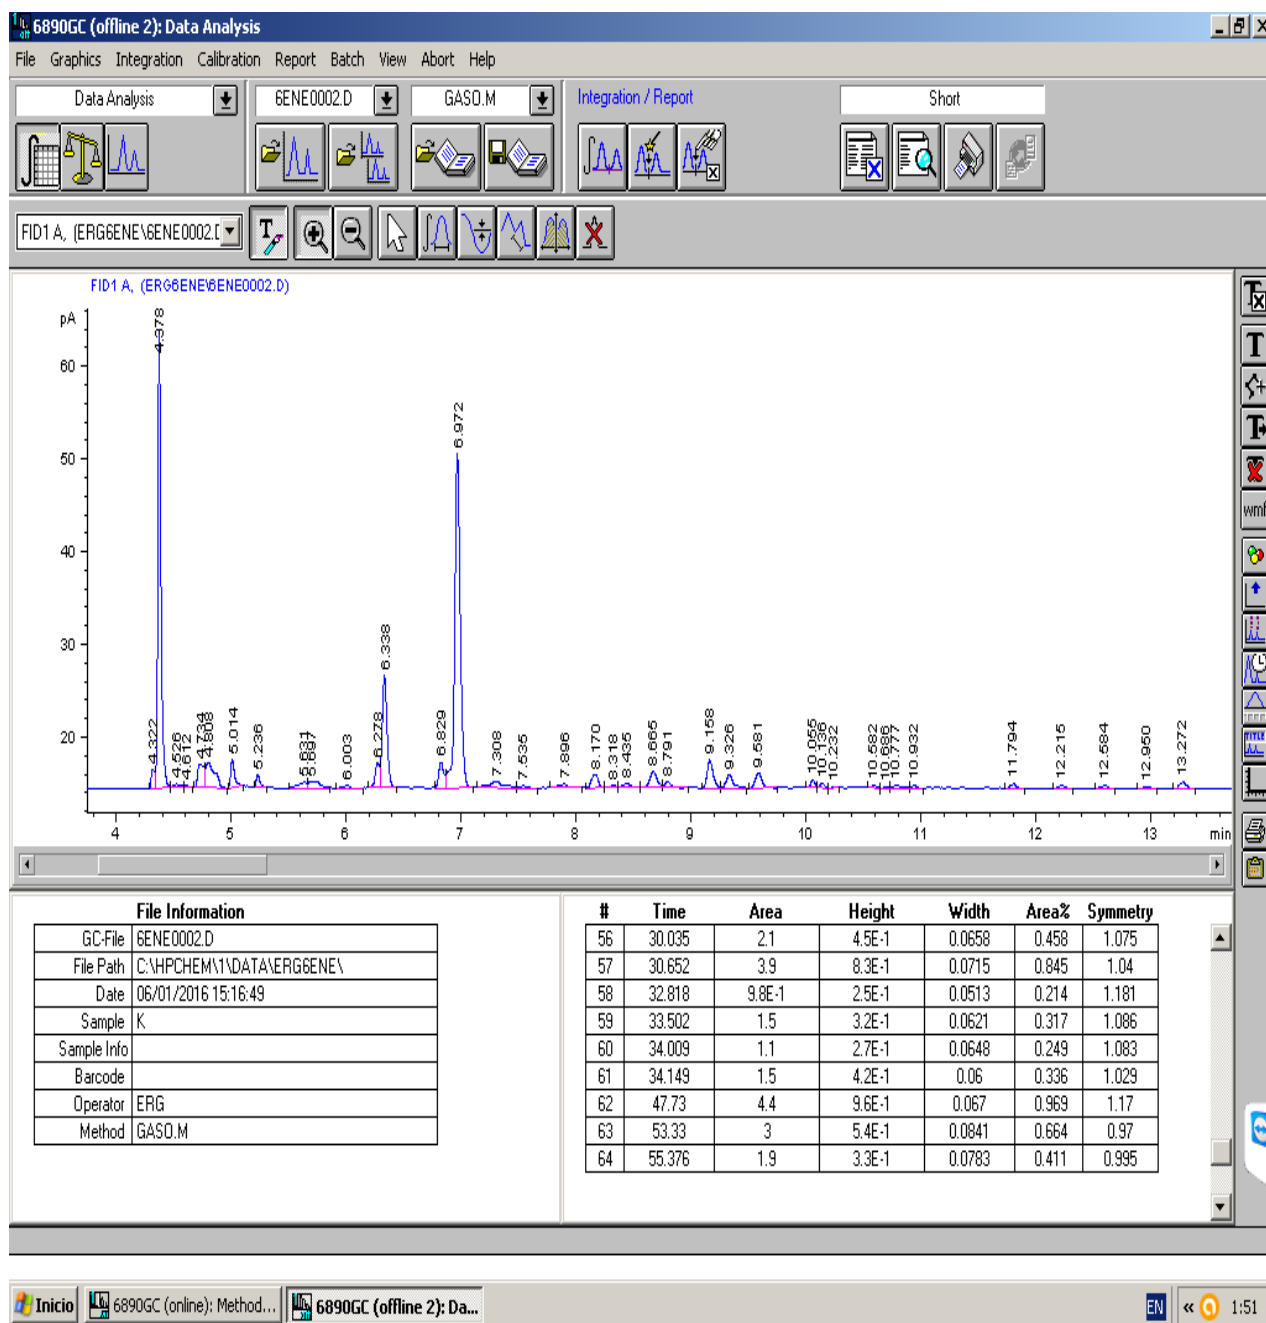 6890GC (offline 2): Data Analysis
File Graphics Integration Calibration Report Batch View Abort Help
Data Analysis 6ENE0002.D GASO.M Integration / Report Short
FID1 A, (ERG6ENE\6ENE0002.D
FID1 A, (ERG6ENE\6ENE0002.D)
pA
60
50
40
30
20
4.322
4.378
4.526
4.612
4.734
4.808
5.014
5.236
5.631
5.697
6.003
6.278
6.338
6.829
6.972
7.308
7.535
7.896
8.170
8.318
8.435
8.665
8.791
9.158
9.326
9.581
10.055
10.136
10.232
10.582
10.686
10.777
10.932
11.794
12.215
12.584
12.950
13.272
4 5 6 7 8 9 10 11 12 13 min
wmf
TITLE
File Information
GC-File 6ENE0002.D
File Path C:\HPCHEM\1\DATA\ERG6ENE\
Date 06/01/2016 15:16:49
Sample K
Sample Info
Barcode
Operator ERG
Method GASO.M
# Time Area Height Width Area% Symmetry
56 30.035 2.1 4.5E-1 0.0658 0.458 1.075
57 30.652 3.9 8.3E-1 0.0715 0.845 1.04
58 32.818 9.8E-1 2.5E-1 0.0513 0.214 1.181
59 33.502 1.5 3.2E-1 0.0621 0.317 1.086
60 34.009 1.1 2.7E-1 0.0648 0.249 1.083
61 34.149 1.5 4.2E-1 0.06 0.336 1.029
62 47.73 4.4 9.6E-1 0.067 0.969 1.17
63 53.33 3 5.4E-1 0.0841 0.664 0.97
64 55.376 1.9 3.3E-1 0.0783 0.411 0.995
Inicio 6890GC (online): Method... 6890GC (offline 2): Da... EN « 1:51